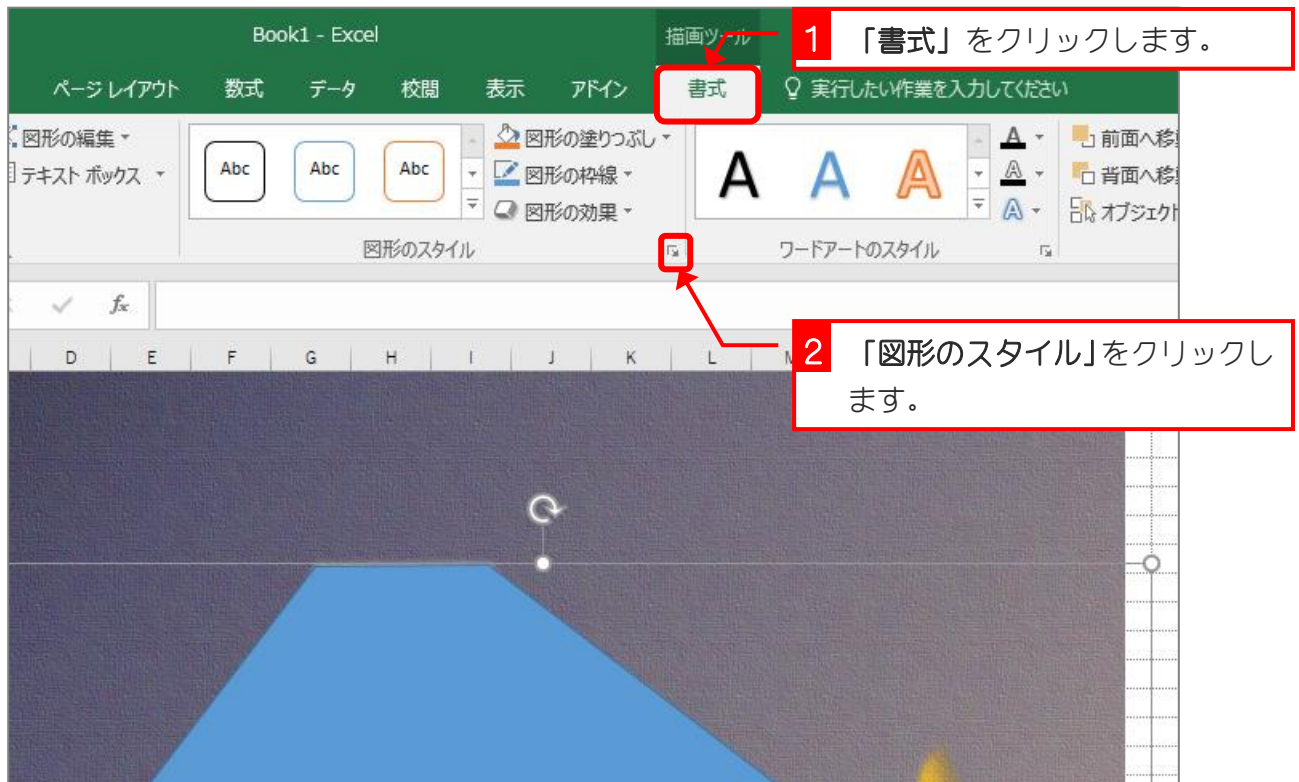 Book1 - Excel
描画ツール
1 「書式」をクリックします。
ページ レイアウト 数式 データ 校閲 表示 アドイン 書式 実行したい作業を入力してください
図形の編集
テキスト ボックス
Abc Abc Abc
図形の塗りつぶし
図形の枠線
図形の効果
図形のスタイル
A A A
A
A
A
ワードアートのスタイル
前面へ移
背面へ移
オブジェクト
fx
D E F G H I J K L
2 「図形のスタイル」をクリックし
ます。